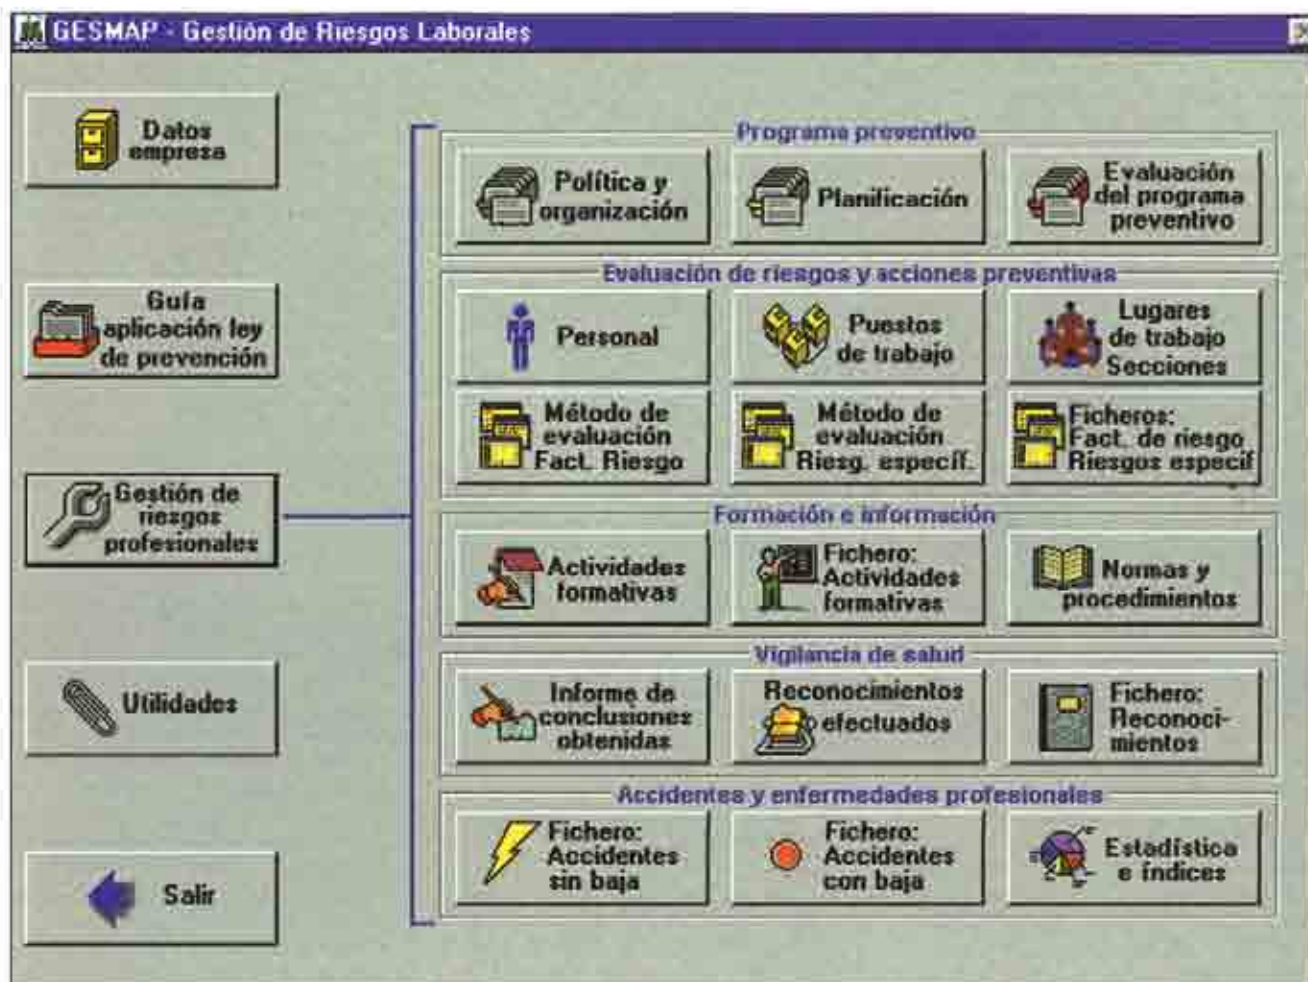 GESMAP - Gestión de Riesgos Laborales
Datos
empresa
Guía
aplicación ley
de prevención
Gestión de
riesgos
profesionales
Utilidades
Salir
Programa preventivo
Política y
organización
Planificación
Evaluación
del programa
preventivo
Evaluación de riesgos y acciones preventivas
Personal
Puestos
de trabajo
Lugares
de trabajo
Secciones
Método de
evaluación
Fact. Riesgo
Método de
evaluación
Riesg. específ.
Ficheros:
Fact. de riesgo
Riesgos específ
Formación e información
Actividades
formativas
Fichero:
Actividades
formativas
Normas y
procedimientos
Vigilancia de salud
Informe de
conclusiones
obtenidas
Reconocimientos
efectuados
Fichero:
Reconoci-
mientos
Accidentes y enfermedades profesionales
Fichero:
Accidentes
sin baja
Fichero:
Accidentes
con baja
Estadística
e índices